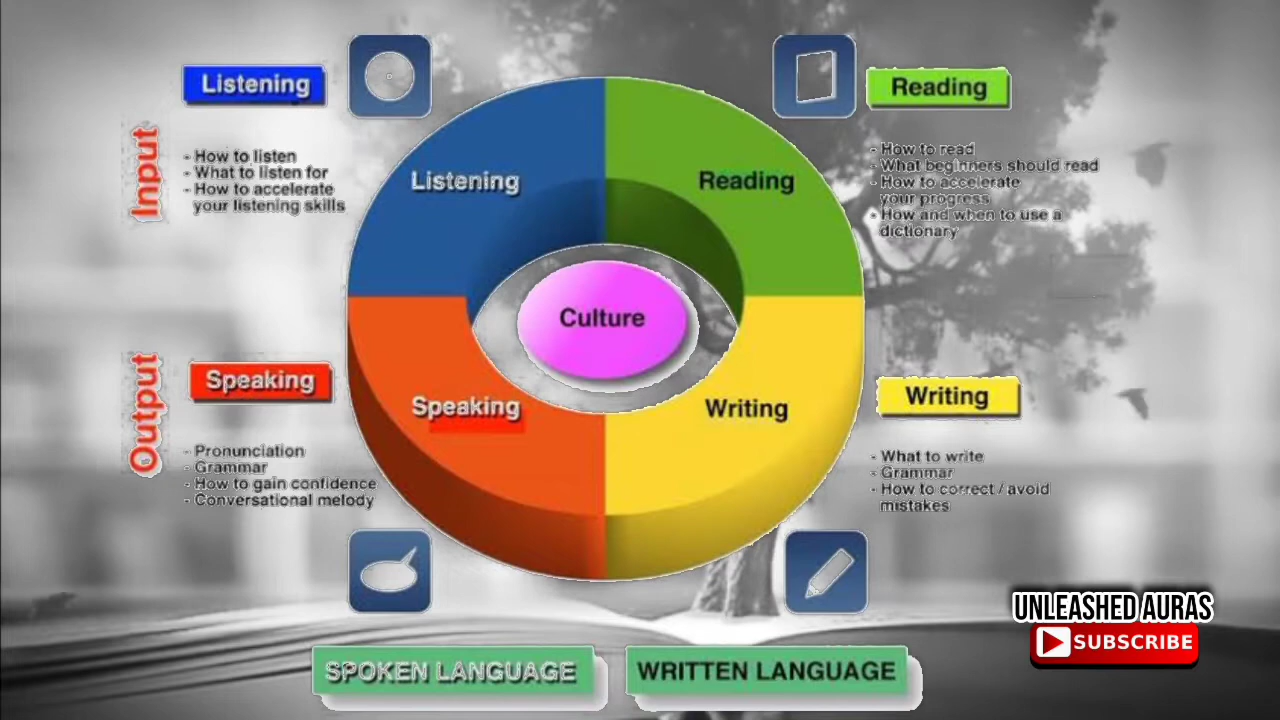 Listening
Input
- How to listen
- What to listen for
- How to accelerate
your listening skills
Reading
- How to read
- What beginners should read
- How to accelerate
your progress
- How and when to use a
dictionary
Listening
Reading
Culture
Speaking
Writing
Output
Speaking
- Pronunciation
- Grammar
- How to gain confidence
- Conversational melody
Writing
- What to write
- Grammar
- How to correct / avoid
mistakes
UNLEASHED AURAS
SUBSCRIBE
SPOKEN LANGUAGE
WRITTEN LANGUAGE